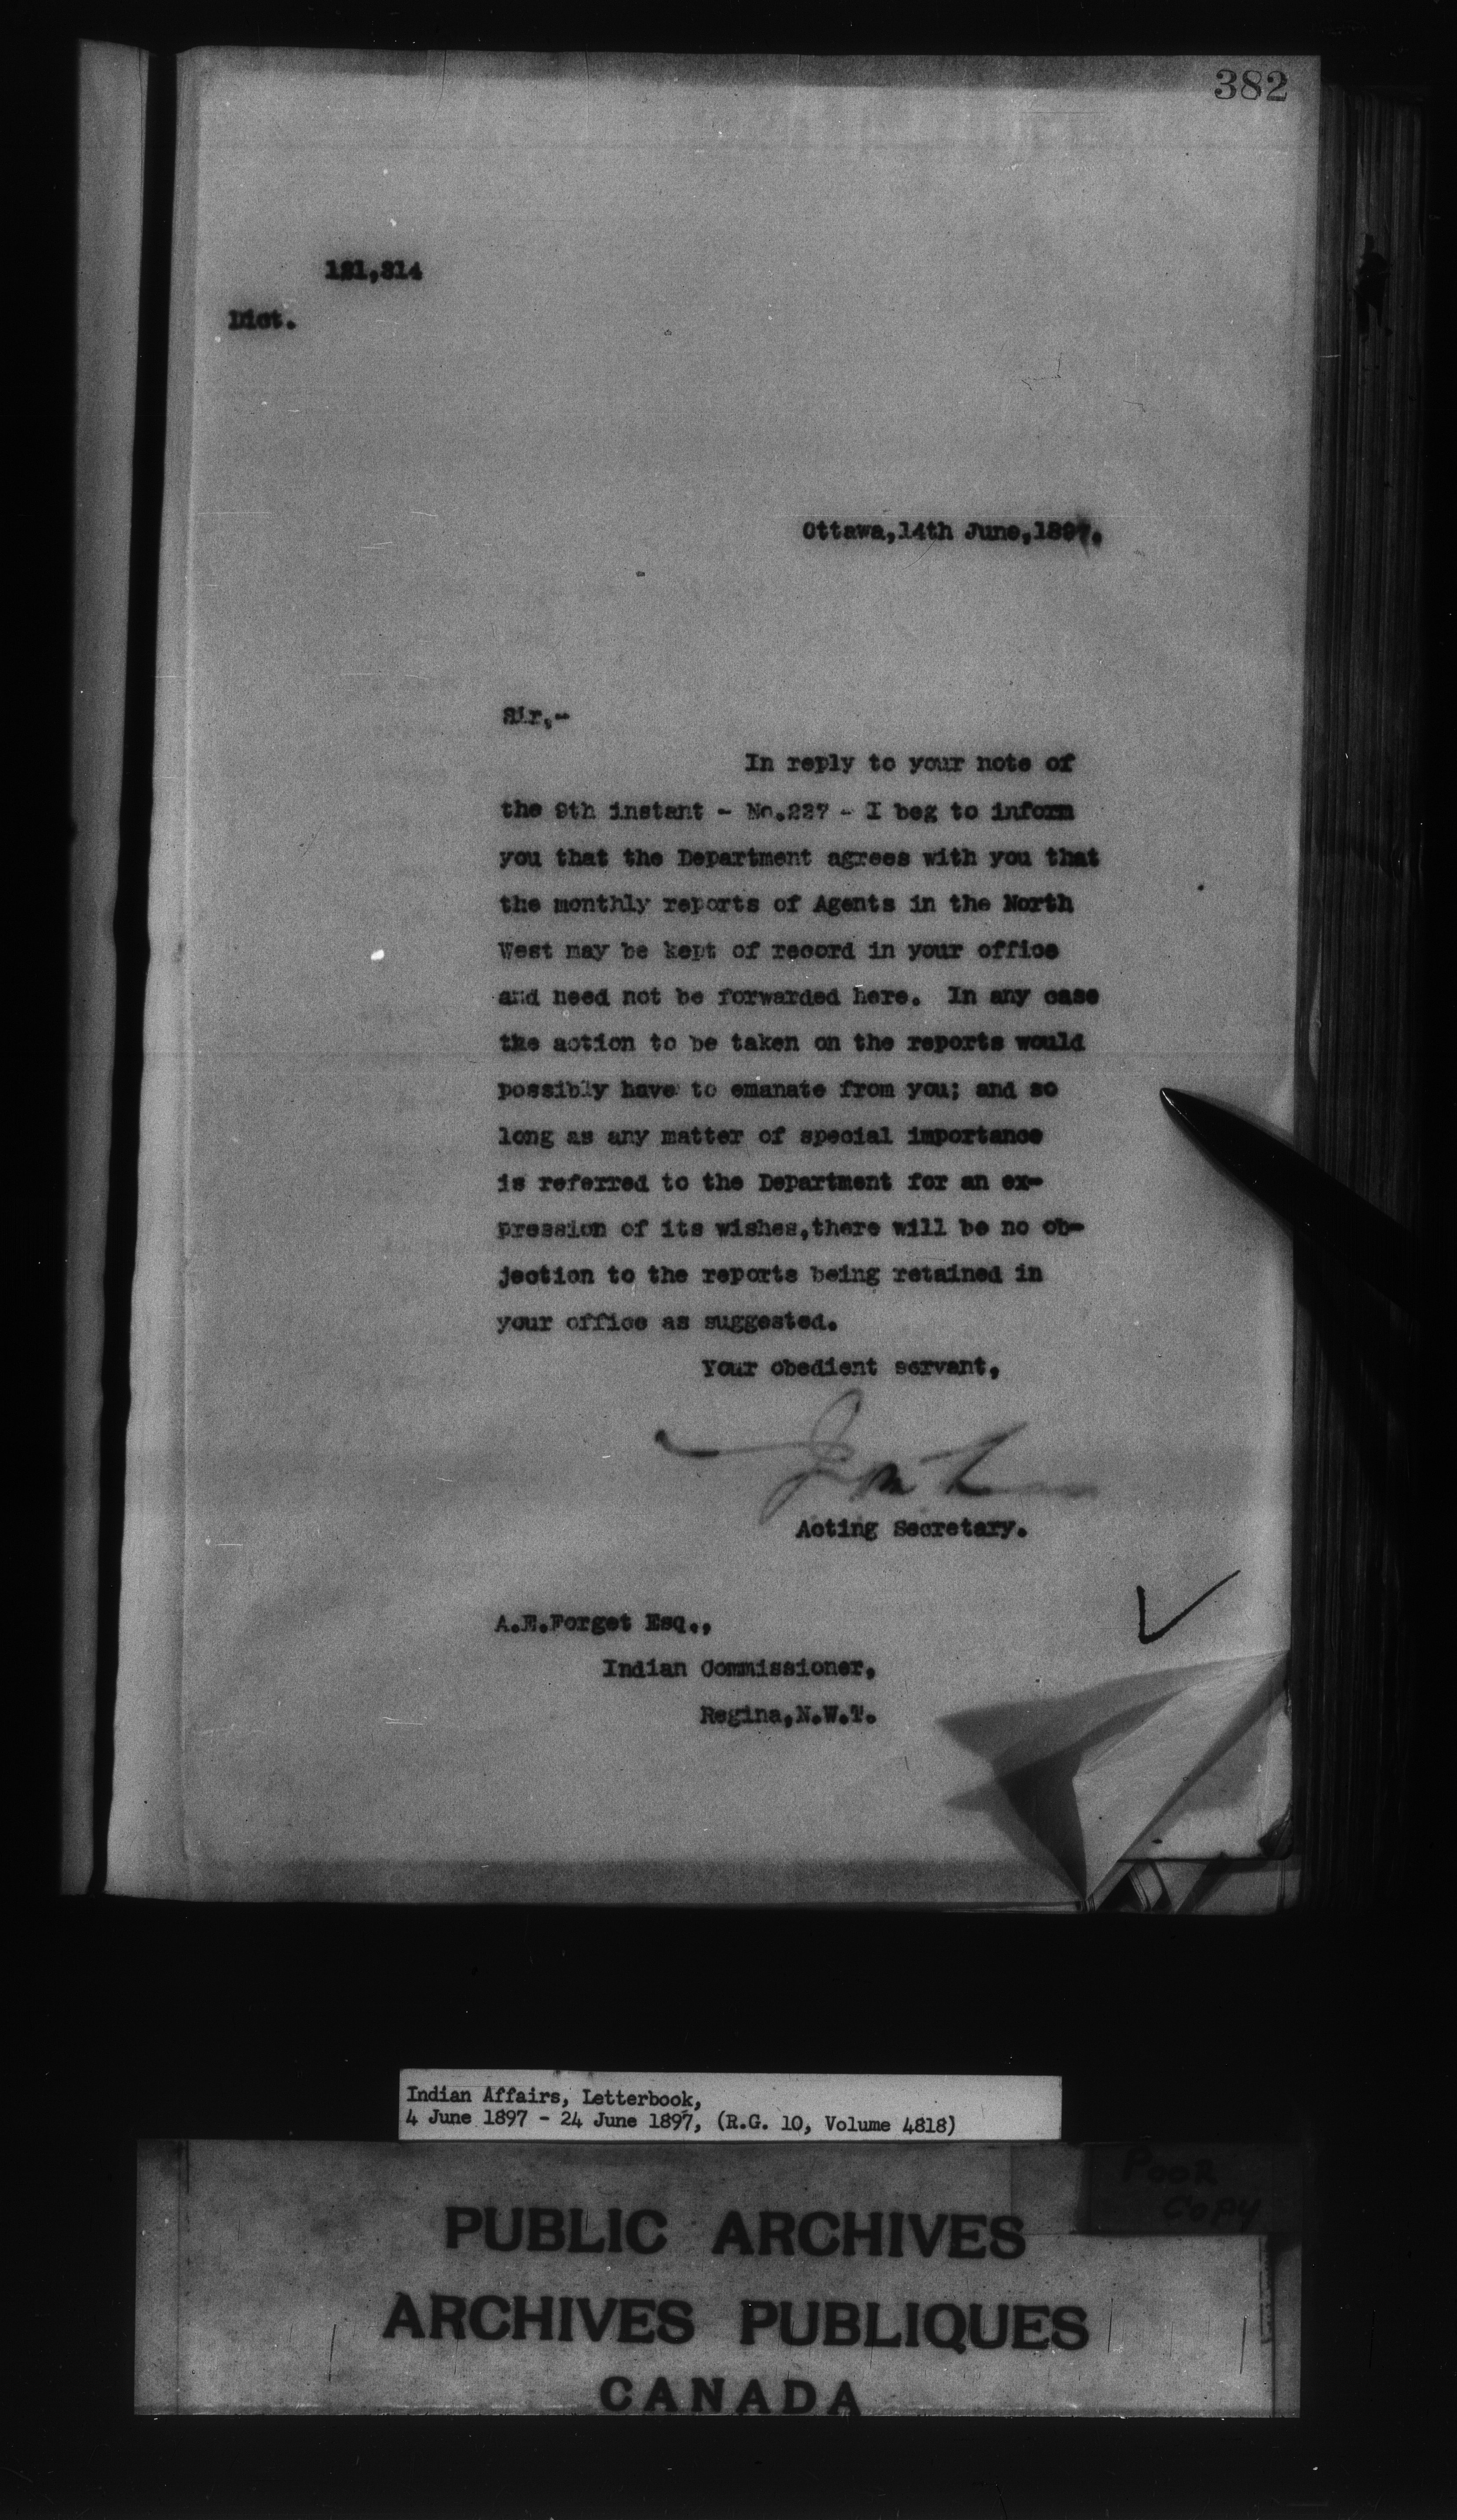 382
Dict.
Ottawa,14th June,1897.
Sir,-
In reply to your note of
the 9th instant - No.227 - I beg to inform
you that the Department agrees with you that
the monthly reports of Agents in the North
West may be kept of record in your office
and need not be forwarded here. In any case
the action to be taken on the reports would
possibly have to emanate from you; and so
long as any matter of special importance
is referred to the Department for an ex-
pression of its wishes,there will be no ob-
jection to the reports being retained in
your office as suggested.
Your obedient servant,
Acting Secretary.
A.E.Forget Esq.,
Indian Commissioner,
Regina,N.W.T.
Indian Affairs, Letterbook,
4 June 1897 - 24 June 1897, (R.G. 10, Volume 4818)
Poor
Copy
PUBLIC ARCHIVES
ARCHIVES PUBLIQUES
CANADA